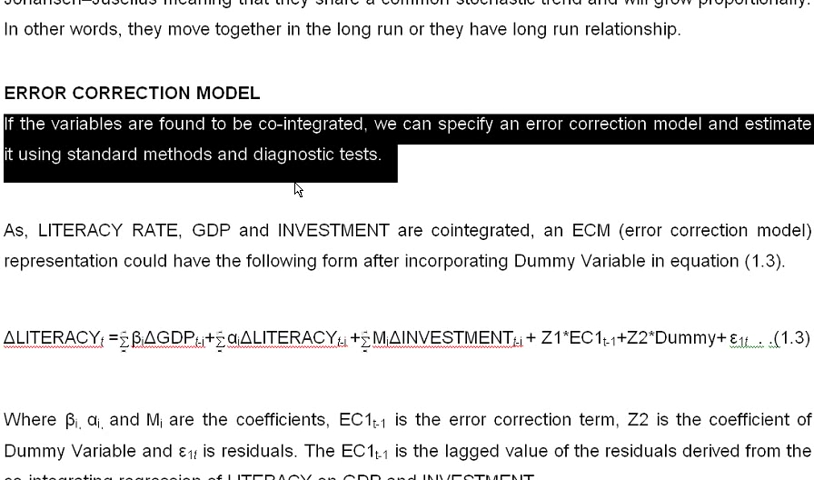 Johansen–Juselius meaning that they share a common stochastic trend and will grow proportionally.
In other words, they move together in the long run or they have long run relationship.
ERROR CORRECTION MODEL
If the variables are found to be co-integrated, we can specify an error correction model and estimate
it using standard methods and diagnostic tests.
As, LITERACY RATE, GDP and INVESTMENT are cointegrated, an ECM (error correction model)
representation could have the following form after incorporating Dummy Variable in equation (1.3).
ΔLITERACYt =Σ βiΔGDPt-i+Σ αiΔLITERACYt-i +Σ MiΔINVESTMENTt-i + Z1*EC1t-1+Z2*Dummy+ ε1t . .(1.3)
Where βi, αi, and Mi are the coefficients, EC1t-1 is the error correction term, Z2 is the coefficient of
Dummy Variable and ε1t is residuals. The EC1t-1 is the lagged value of the residuals derived from the
co-integrating regression of LITERACY on GDP and INVESTMENT.